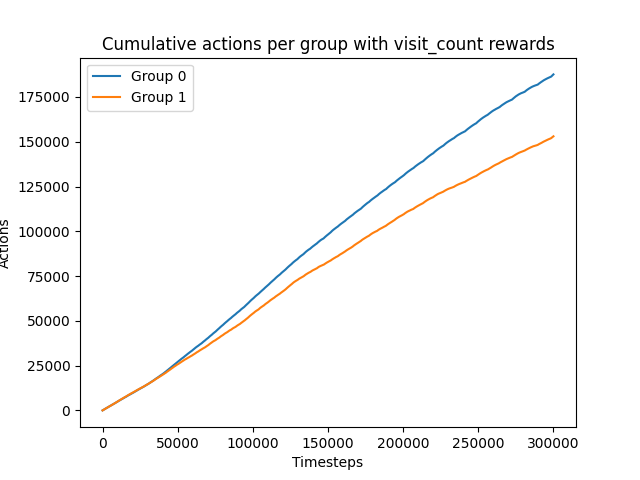 Cumulative actions per group with visit_count rewards
Group 0
Group 1
175000
150000
125000
100000
75000
50000
25000
0
Actions
0 50000 100000 150000 200000 250000 300000
Timesteps